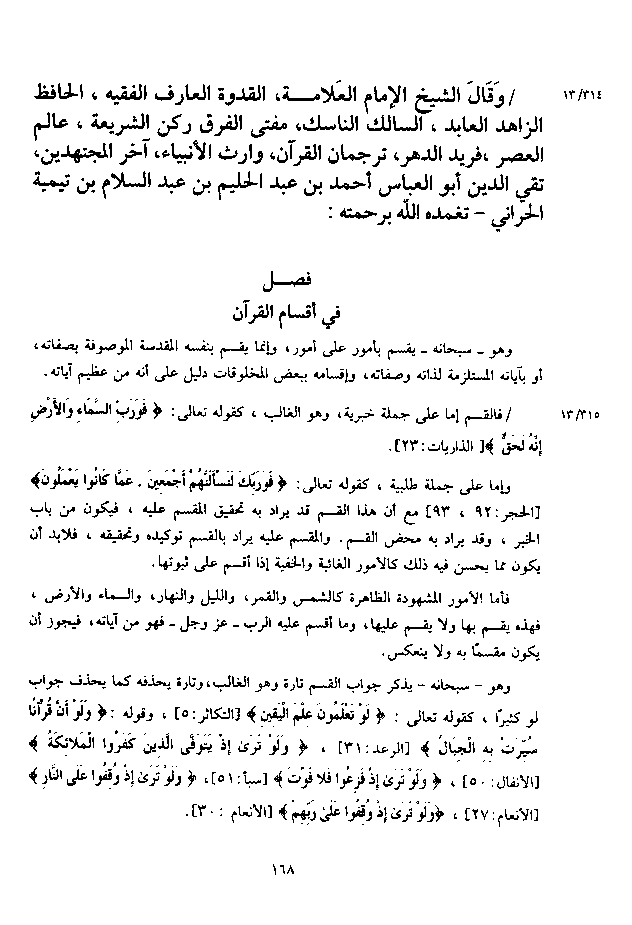 ١٣/٣١٤ / وَقَالَ الشيخ الإمام العَلامــة، القدوة العارف الفقيه ، الحافظ
الزاهد العابد ، السالك الناسك، مفتى الفرق ركن الشريعة ، عالم
العصر ،فريد الدهر، ترجمان القرآن، وارث الأنبياء، آخر المجتهدين،
تقي الدين أبو العباس أحمد بن عبد الحليم بن عبد السلام بن تيمية
الحراني – تغمده الله برحمته :
فصــل
في أقسام القرآن
وهو ـ سبحانه ـ يقسم بأمور على أمور، وإنما يقسم بنفسه المقدسة الموصوفة بصفاته،
أو بآياته المستلزمة لذاته وصفاته، وإقسامه ببعض المخلوقات دليل على أنه من عظيم آياته.
١٣/٣١٥ / فالقسم إما على جملة خبرية، وهو الغالب ، كقوله تعالى: ﴿ فَوَرَبِّ السَّمَاءِ وَالأَرْضِ
إِنَّهُ لَحَقٌّ ﴾[ الذاريات: ٢٣].
وإما على جملة طلبية ، كقوله تعالى: ﴿ فَوَرَبِّكَ لَنَسْأَلَنَّهُمْ أَجْمَعِينَ . عَمَّا كَانُوا يَعْمَلُونَ﴾
[الحجر: ٩٢ ، ٩٣] مع أن هذا القسم قد يراد به تحقيق المقسم عليه ، فيكون من باب
الخبر ، وقد يراد به محض القسم. والمقسم عليه يراد بالقسم توكيده وتحقيقه ، فلابد أن
يكون مما يحسن فيه ذلك كالأمور الغائبة والخفية إذا أقسم على ثبوتها.
فأما الأمور المشهودة الظاهرة كالشمس والقمر، والليل والنهار، والسماء والأرض ،
فهذه يقسم بها ولا يقسم عليها، وما أقسم عليه الرب ـ عز وجل ـ فهو من آياته، فيجوز أن
يكون مقسمًا به ولا ينعكس.
وهو – سبحانه – يذكر جواب القسم تارة وهو الغالب،وتارة يحذفه كما يحذف جواب
لو كثيرًا ، كقوله تعالى : ﴿ لَوْ تَعْلَمُونَ عِلْمَ الْيَقِينِ ﴾ [التكاثر:٥] ، وقوله : ﴿ وَلَوْ أَنَّ قُرْآنًا
سُيِّرَتْ بِهِ الْجِبَالُ ﴾ [الرعد:٣١] ، ﴿ وَلَوْ تَرَىٰ إِذْ يَتَوَفَّى الَّذِينَ كَفَرُوا الْمَلائِكَةُ ﴾
[الأنفال: ٥٠] ، ﴿ وَلَوْ تَرَىٰ إِذْ فَزِعُوا فَلا فَوْتَ ﴾ [سبأ: ٥١]، ﴿ وَلَوْ تَرَىٰ إِذْ وُقِفُوا عَلَى النَّارِ ﴾
[الأنعام: ٢٧] ، ﴿وَلَوْ تَرَىٰ إِذْ وُقِفُوا عَلَىٰ رَبِّهِمْ ﴾ [الأنعام : ٣٠].
١٦٨